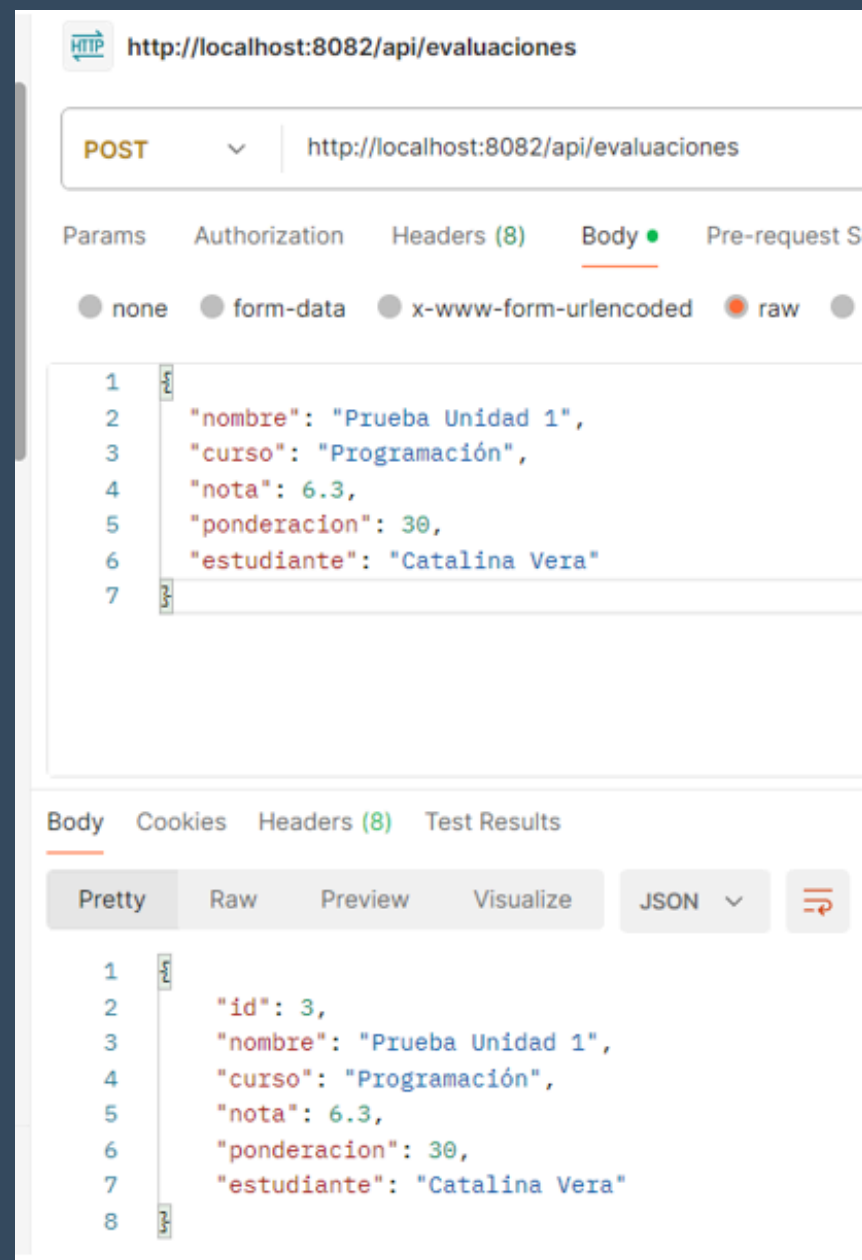 HTTP http://localhost:8082/api/evaluaciones
POST http://localhost:8082/api/evaluaciones
Params Authorization Headers (8) Body Pre-request S
none form-data x-www-form-urlencoded raw
1 {
2 "nombre": "Prueba Unidad 1",
3 "curso": "Programación",
4 "nota": 6.3,
5 "ponderacion": 30,
6 "estudiante": "Catalina Vera"
7 }
Body Cookies Headers (8) Test Results
Pretty Raw Preview Visualize JSON
1 {
2 "id": 3,
3 "nombre": "Prueba Unidad 1",
4 "curso": "Programación",
5 "nota": 6.3,
6 "ponderacion": 30,
7 "estudiante": "Catalina Vera"
8 }